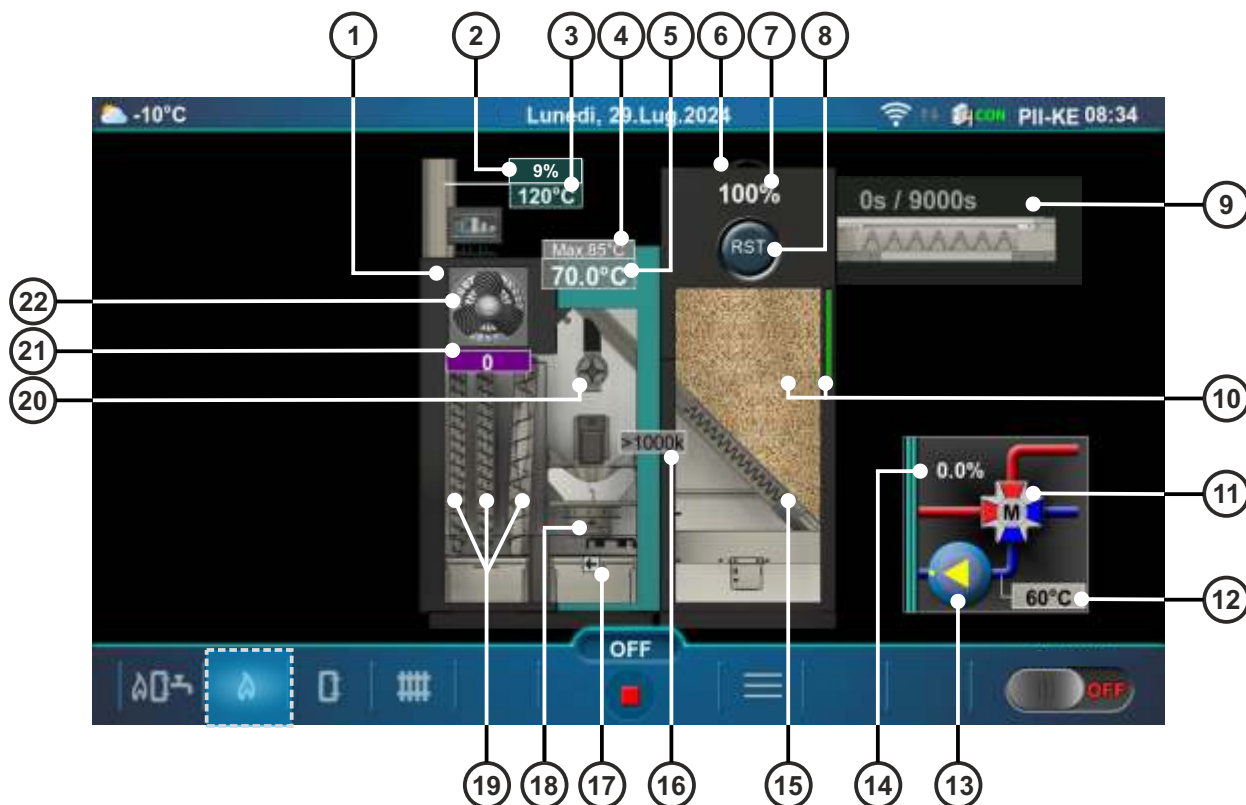 1 2 3 4 5 6 7 8
-10°C Lunedi, 29.Lug.2024 CON PII-KE 08:34
9%
120°C
100%
0s / 9000s 9
RST
Max.85°C
70.0°C
22
21
0
20
10
>1000k
0.0%
11
M
60°C 12
OFF
OFF
19 18 17 16 15 14 13